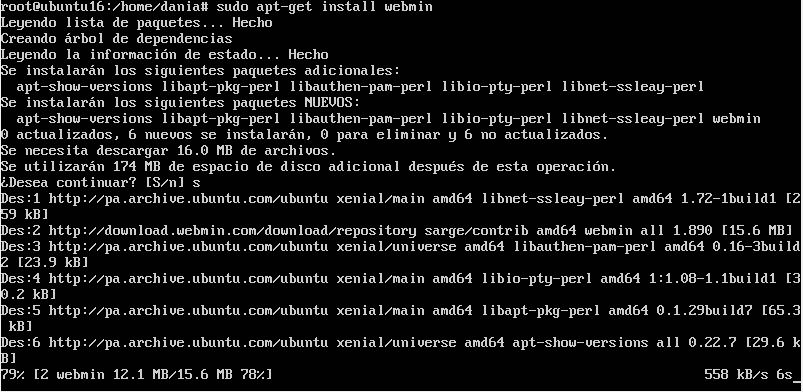 root@ubuntu16:/home/dania# sudo apt-get install webmin
Leyendo lista de paquetes... Hecho
Creando árbol de dependencias
Leyendo la información de estado... Hecho
Se instalarán los siguientes paquetes adicionales:
  apt-show-versions libapt-pkg-perl libauthen-pam-perl libio-pty-perl libnet-ssleay-perl
Se instalarán los siguientes paquetes NUEVOS:
  apt-show-versions libapt-pkg-perl libauthen-pam-perl libio-pty-perl libnet-ssleay-perl webmin
0 actualizados, 6 nuevos se instalarán, 0 para eliminar y 6 no actualizados.
Se necesita descargar 16.0 MB de archivos.
Se utilizarán 174 MB de espacio de disco adicional después de esta operación.
¿Desea continuar? [S/n] s
Des:1 http://pa.archive.ubuntu.com/ubuntu xenial/main amd64 libnet-ssleay-perl amd64 1.72-1build1 [2
59 kB]
Des:2 http://download.webmin.com/download/repository sarge/contrib amd64 webmin all 1.890 [15.6 MB]
Des:3 http://pa.archive.ubuntu.com/ubuntu xenial/universe amd64 libauthen-pam-perl amd64 0.16-3build
2 [23.9 kB]
Des:4 http://pa.archive.ubuntu.com/ubuntu xenial/main amd64 libio-pty-perl amd64 1:1.08-1.1build1 [3
0.2 kB]
Des:5 http://pa.archive.ubuntu.com/ubuntu xenial/main amd64 libapt-pkg-perl amd64 0.1.29build7 [65.3
 kB]
Des:6 http://pa.archive.ubuntu.com/ubuntu xenial/universe amd64 apt-show-versions all 0.22.7 [29.6 k
B]
79% [2 webmin 12.1 MB/15.6 MB 78%] 558 kB/s 6s_